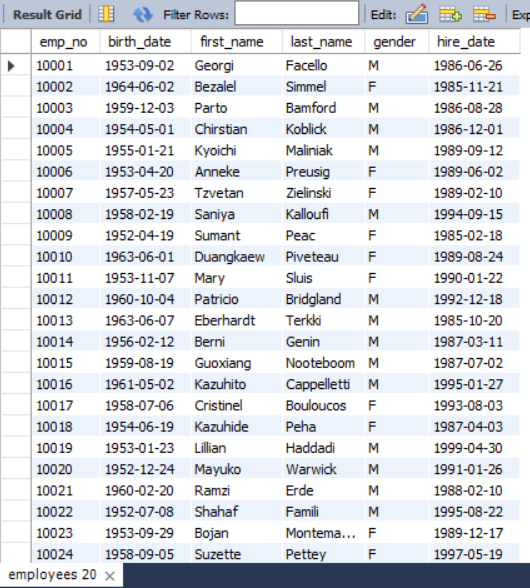 Result Grid Filter Rows: Edit: Exp
emp_no birth_date first_name last_name gender hire_date
10001 1953-09-02 Georgi Facello M 1986-06-26
10002 1964-06-02 Bezalel Simmel F 1985-11-21
10003 1959-12-03 Parto Bamford M 1986-08-28
10004 1954-05-01 Chirstian Koblick M 1986-12-01
10005 1955-01-21 Kyoichi Maliniak M 1989-09-12
10006 1953-04-20 Anneke Preusig F 1989-06-02
10007 1957-05-23 Tzvetan Zielinski F 1989-02-10
10008 1958-02-19 Saniya Kalloufi M 1994-09-15
10009 1952-04-19 Sumant Peac F 1985-02-18
10010 1963-06-01 Duangkaew Piveteau F 1989-08-24
10011 1953-11-07 Mary Sluis F 1990-01-22
10012 1960-10-04 Patricio Bridgland M 1992-12-18
10013 1963-06-07 Eberhardt Terkki M 1985-10-20
10014 1956-02-12 Berni Genin M 1987-03-11
10015 1959-08-19 Guoxiang Nooteboom M 1987-07-02
10016 1961-05-02 Kazuhito Cappelletti M 1995-01-27
10017 1958-07-06 Cristinel Bouloucos F 1993-08-03
10018 1954-06-19 Kazuhide Peha F 1987-04-03
10019 1953-01-23 Lillian Haddadi M 1999-04-30
10020 1952-12-24 Mayuko Warwick M 1991-01-26
10021 1960-02-20 Ramzi Erde M 1988-02-10
10022 1952-07-08 Shahaf Famili M 1995-08-22
10023 1953-09-29 Bojan Montema... F 1989-12-17
10024 1958-09-05 Suzette Pettey F 1997-05-19
employees 20